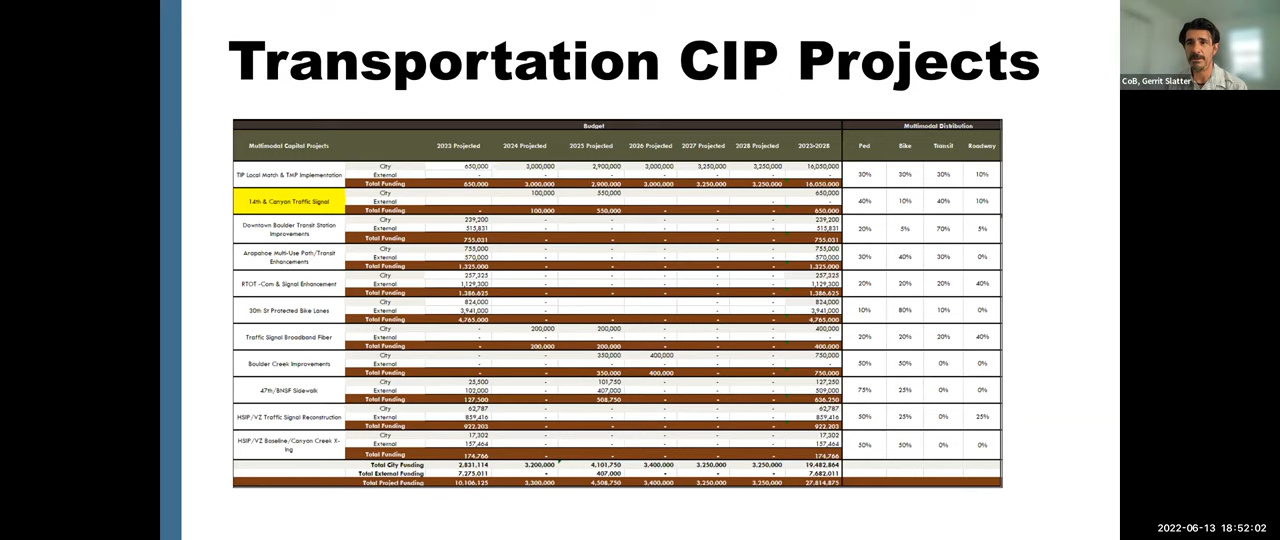 Transportation CIP Projects
CoB, Gerrit Slatter
Budget Multimodal Distribution
Multimodal Capital Projects 2023 Projected 2024 Projected 2025 Projected 2026 Projected 2027 Projected 2028 Projected 2023-2028 Ped Bike Transit Roadway
City 650,000 3,000,000 2,900,000 3,000,000 3,250,000 3,250,000 16,050,000
TIP Local Match & TMP Implementation External - - - - - - - 30% 30% 30% 10%
Total Funding 650,000 3,000,000 2,900,000 3,000,000 3,250,000 3,250,000 16,050,000
City 100,000 550,000 650,000
14th & Canyon Traffic Signal External - - 40% 10% 40% 10%
Total Funding - 100,000 550,000 - - - 650,000
City 239,200 - - - - - 239,200
Downtown Boulder Transit Station Improvements External 515,831 - - - - - 515,831 20% 5% 70% 5%
Total Funding 755,031 - - - - - 755,031
City 755,000 - - - - - 755,000
Arapahoe Multi-Use Path/Transit Enhancements External 570,000 - - - - - 570,000 30% 40% 30% 0%
Total Funding 1,325,000 - - - - - 1,325,000
City 257,325 - - - - - 257,325
RTOT -Com & Signal Enhancement External 1,129,300 - - - - - 1,129,300 20% 20% 20% 40%
Total Funding 1,386,625 - - - - - 1,386,625
City 824,000 - - - - - 824,000
30th St Protected Bike Lanes External 3,941,000 - - - - - 3,941,000 10% 80% 10% 0%
Total Funding 4,765,000 - - - - - 4,765,000
City - 200,000 200,000 - - - 400,000
Traffic Signal Broadband Fiber External - - - - - - - 20% 20% 20% 40%
Total Funding - 200,000 200,000 - - - 400,000
City - - 350,000 400,000 - - 750,000
Boulder Creek Improvements External - - - - - - - 50% 50% 0% 0%
Total Funding - - 350,000 400,000 - - 750,000
City 25,500 - 101,750 - - - 127,250
47th/BNSF Sidewalk External 102,000 - 407,000 - - - 509,000 75% 25% 0% 0%
Total Funding 127,500 - 508,750 - - - 636,250
City 62,787 - - - - - 62,787
HSIP/VZ Traffic Signal Reconstruction External 859,416 - - - - - 859,416 50% 25% 0% 25%
Total Funding 922,203 - - - - - 922,203
City 17,302 - - - - - 17,302
HSIP/VZ Baseline/Canyon Creek X-ing External 157,464 - - - - - 157,464 50% 50% 0% 0%
Total Funding 174,766 - - - - - 174,766
Total City Funding 2,831,114 3,200,000 4,101,750 3,400,000 3,250,000 3,250,000 19,482,864
Total External Funding 7,275,011 - 407,000 - - - 7,682,011
Total Project Funding 10,106,125 3,300,000 4,508,750 3,400,000 3,250,000 3,250,000 27,814,875
2022-06-13 18:52:02